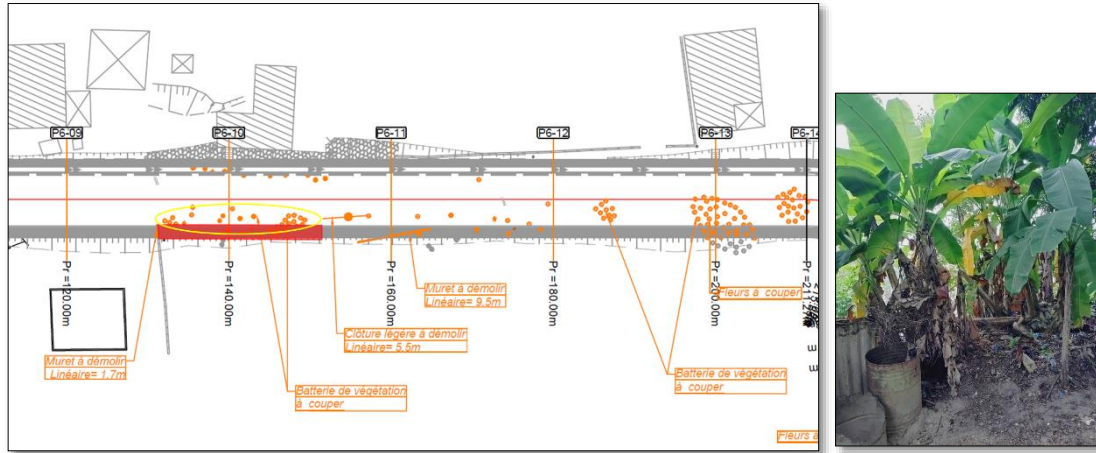 P6-09
P6-10
P6-11
P6-12
P6-13
P6-14
Pr =120.00m
Pr =140.00m
Pr =160.00m
Pr =180.00m
Pr =200.00m
Muret à démolir
Linéaire= 1.7m
Batterie de végétation
à couper
Clôture légère à démolir
Linéaire= 5.5m
Muret à démolir
Linéaire= 9.5m
Fleurs à couper
Batterie de végétation
à couper
Fleurs à